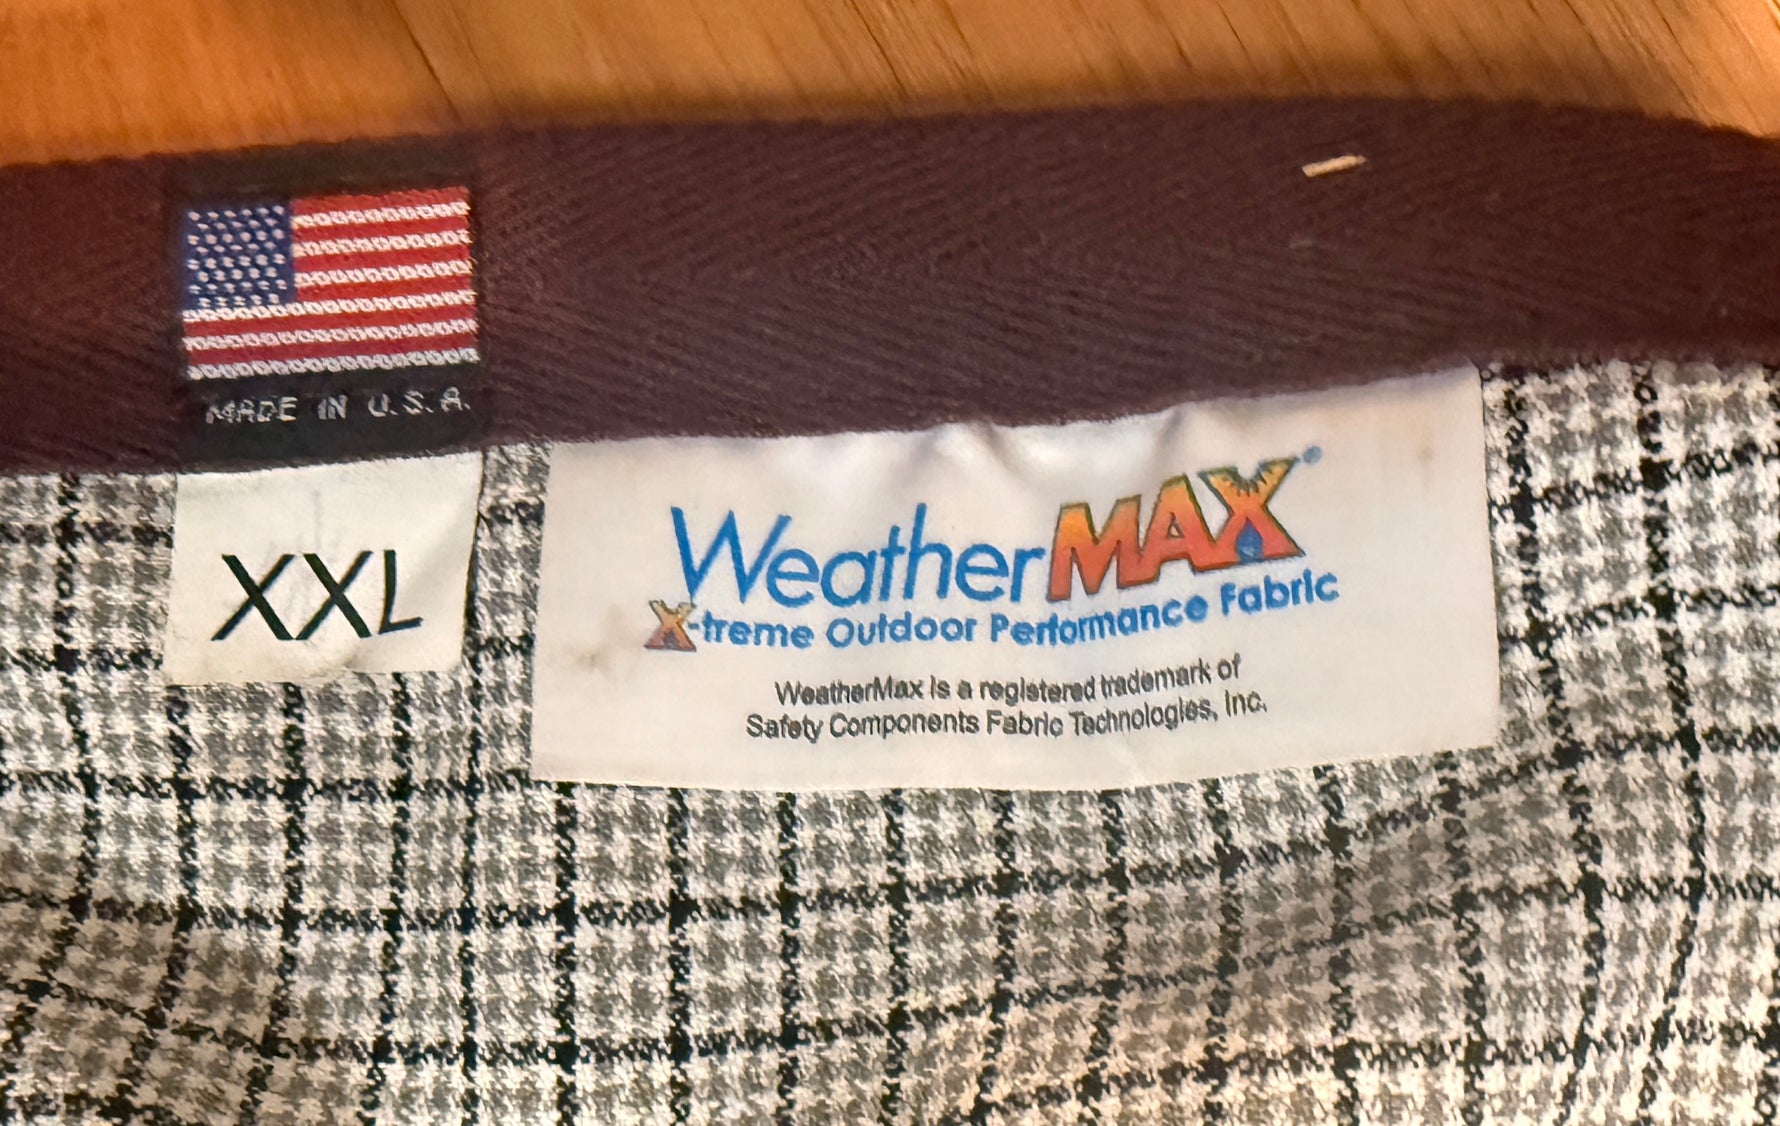 MADE IN U.S.A.
XXL
WeatherMAX®
X-treme Outdoor Performance Fabric
WeatherMax is a registered trademark of
Safety Components Fabric Technologies, Inc.